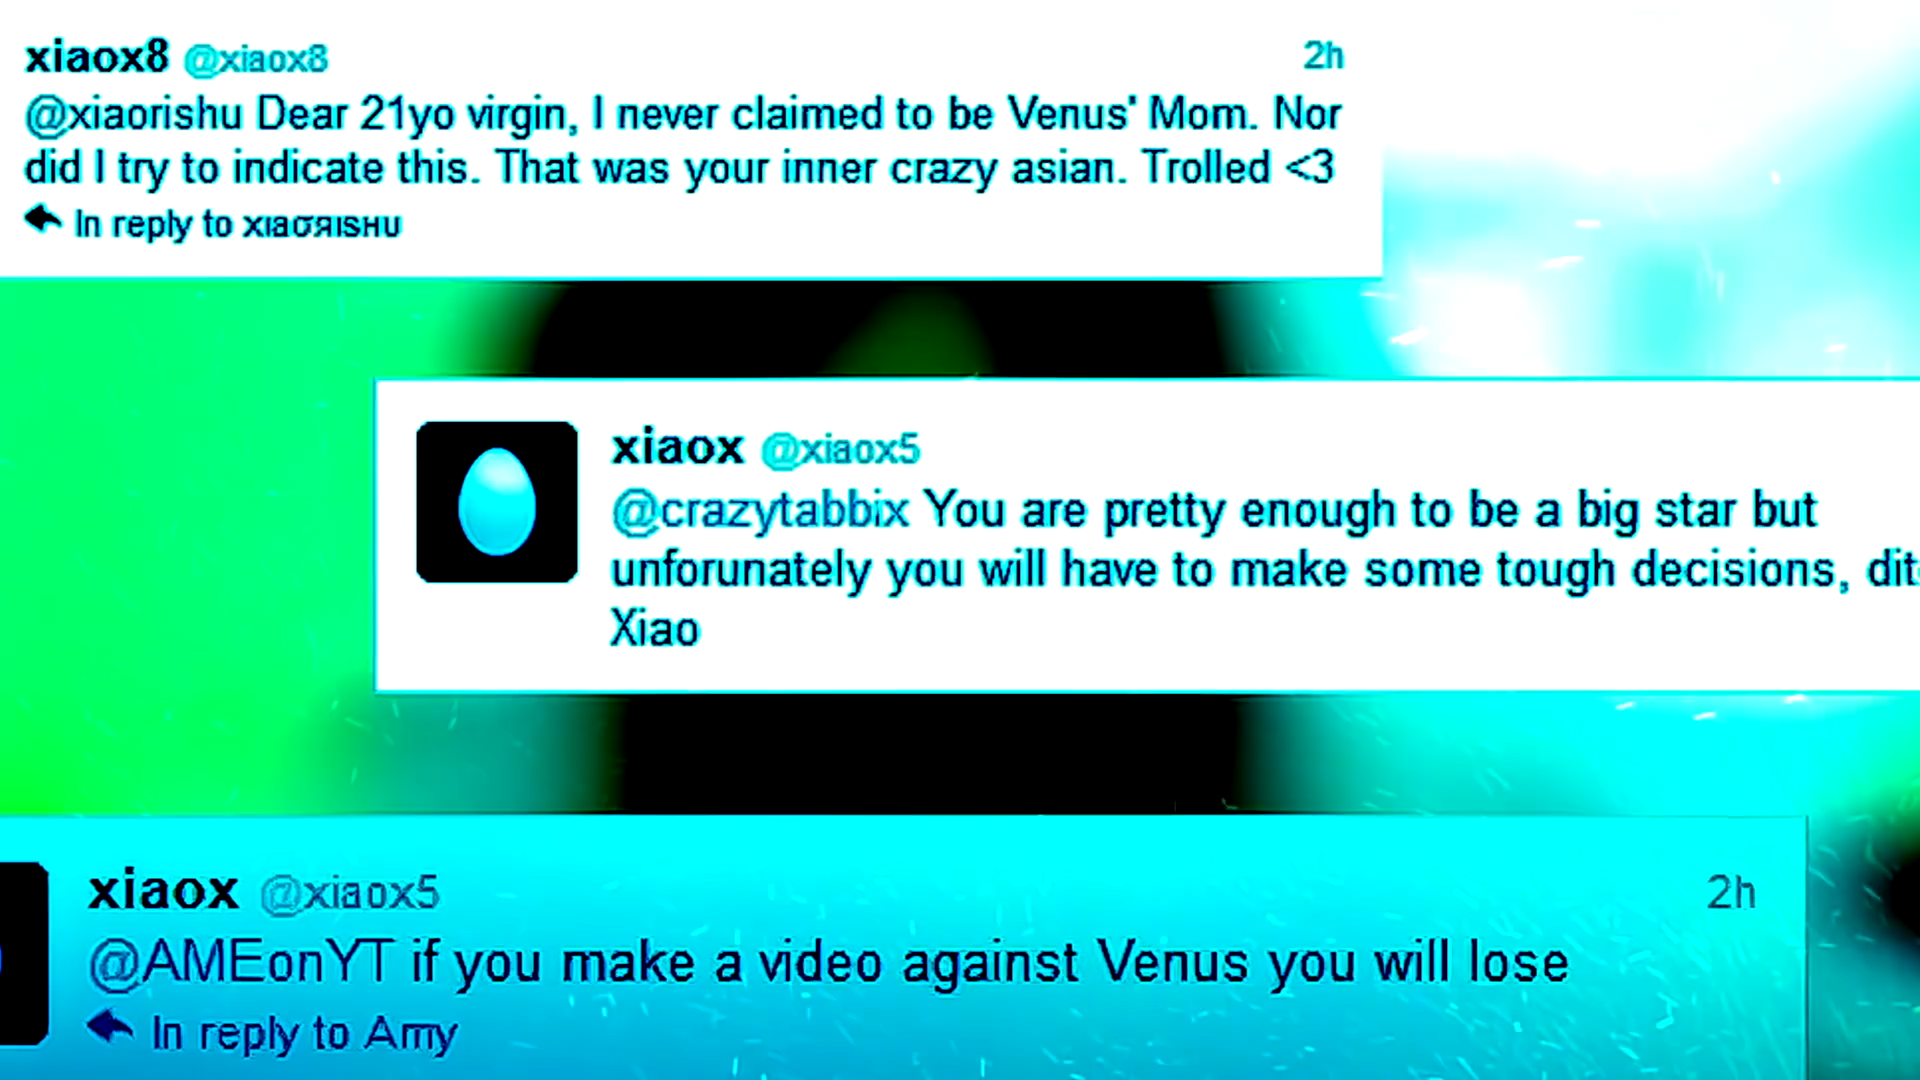 xiaox8 @xiaox8 2h
@xiaorishu Dear 21yo virgin, I never claimed to be Venus' Mom. Nor
did I try to indicate this. That was your inner crazy asian. Trolled <3
In reply to xιaσяιsнυ
xiaox @xiaox5
@crazytabbix You are pretty enough to be a big star but
unforunately you will have to make some tough decisions,
Xiao
xiaox @xiaox5 2h
@AMEonYT if you make a video against Venus you will lose
In reply to Amy